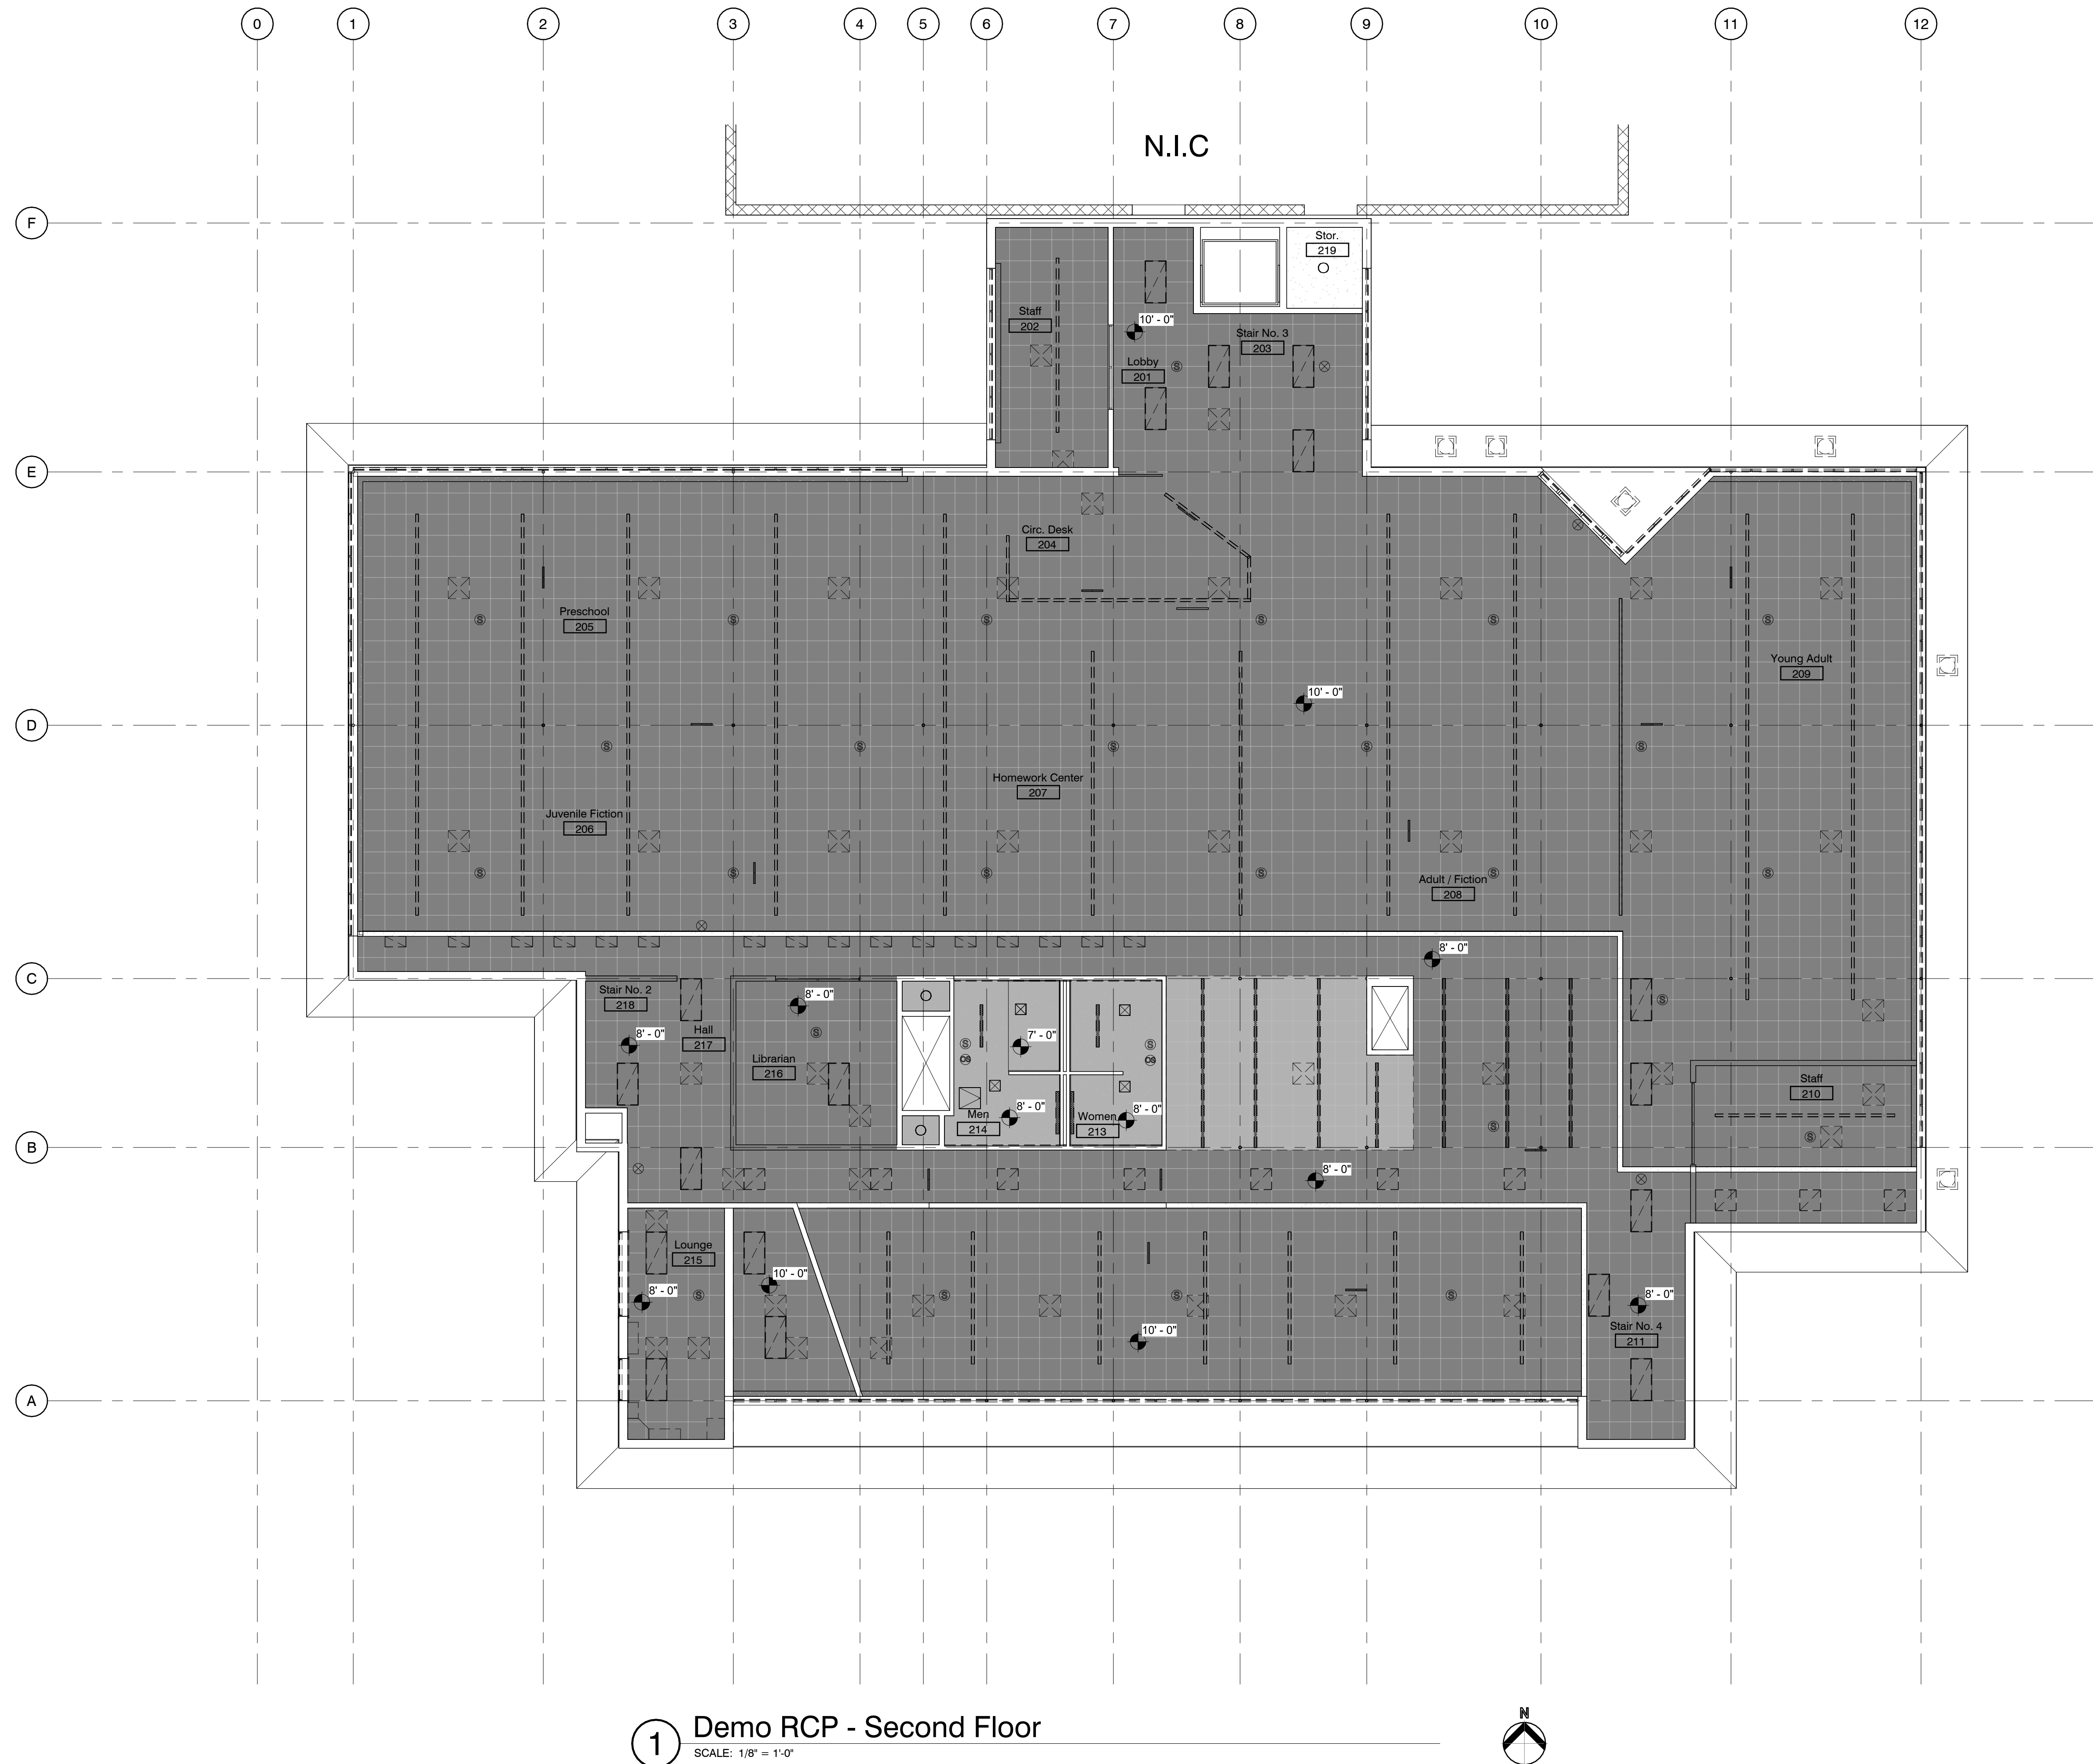 0 1 2 3 4 5 6 7 8 9 10 11 12
N.I.C
F
Stor.
219
Staff
202
10' - 0"
Stair No. 3
203
Lobby
201
E
Circ. Desk
204
Preschool
205
Young Adult
209
10' - 0"
D
Homework Center
207
Juvenile Fiction
206
Adult / Fiction
208
8' - 0"
C
Stair No. 2
218
8' - 0"
Hall
217
8' - 0"
7' - 0"
Librarian
216
Staff
210
Men
214
8' - 0"
Women
213
8' - 0"
B
8' - 0"
Lounge
215
10' - 0"
8' - 0"
8' - 0"
10' - 0"
Stair No. 4
211
A
1
Demo RCP - Second Floor
SCALE: 1/8" = 1'-0"
N